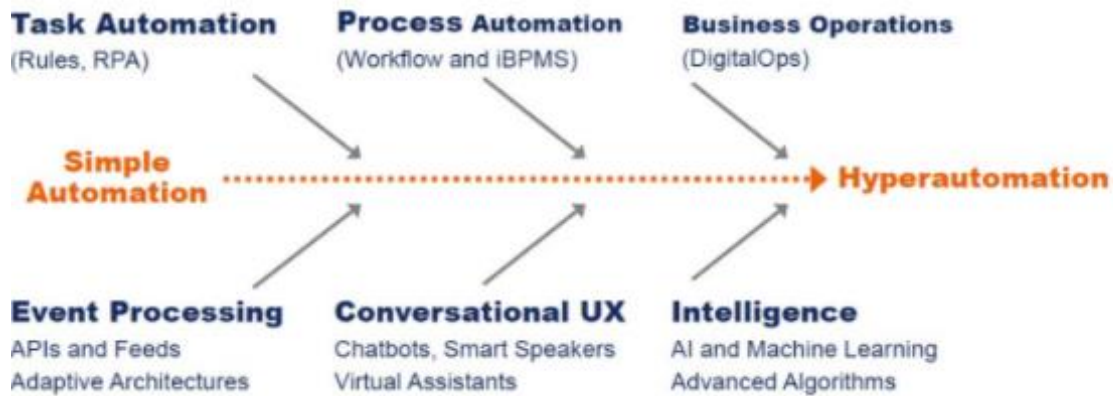 Task Automation
(Rules, RPA)
Process Automation
(Workflow and iBPMS)
Business Operations
(DigitalOps)
Simple
Automation
Hyperautomation
Event Processing
APIs and Feeds
Adaptive Architectures
Conversational UX
Chatbots, Smart Speakers
Virtual Assistants
Intelligence
AI and Machine Learning
Advanced Algorithms